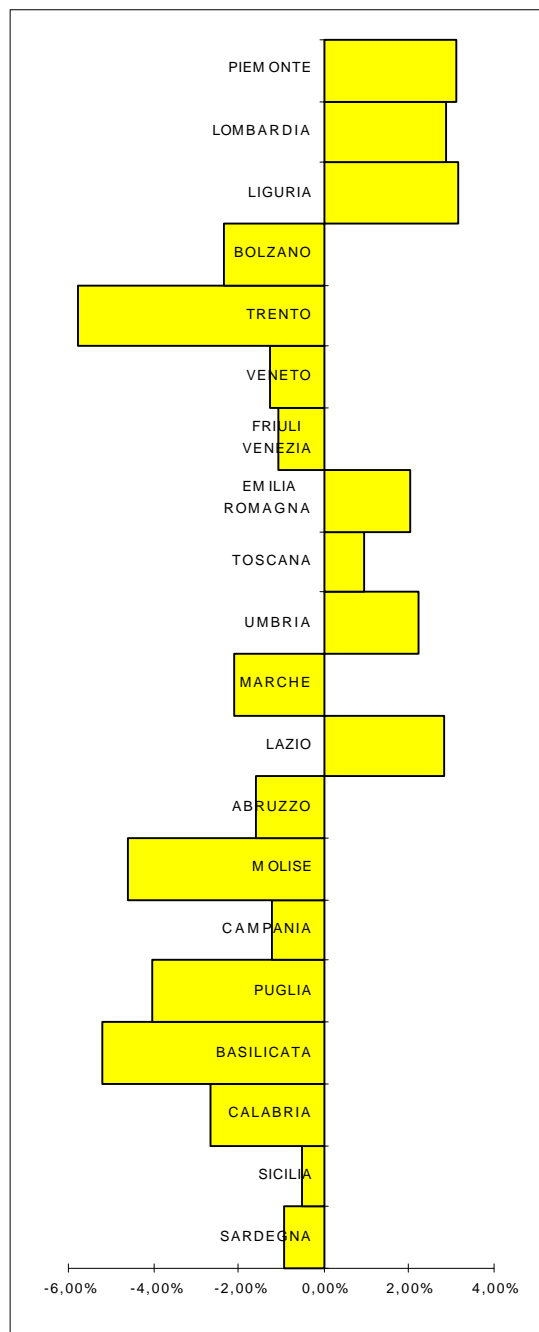 PIEMONTE
LOMBARDIA
LIGURIA
BOLZANO
TRENTO
VENETO
FRIULI
VENEZIA
EMILIA
ROMAGNA
TOSCANA
UMBRIA
MARCHE
LAZIO
ABRUZZO
MOLISE
CAMPANIA
PUGLIA
BASILICATA
CALABRIA
SICILIA
SARDEGNA
-6,00% -4,00% -2,00% 0,00% 2,00% 4,00%